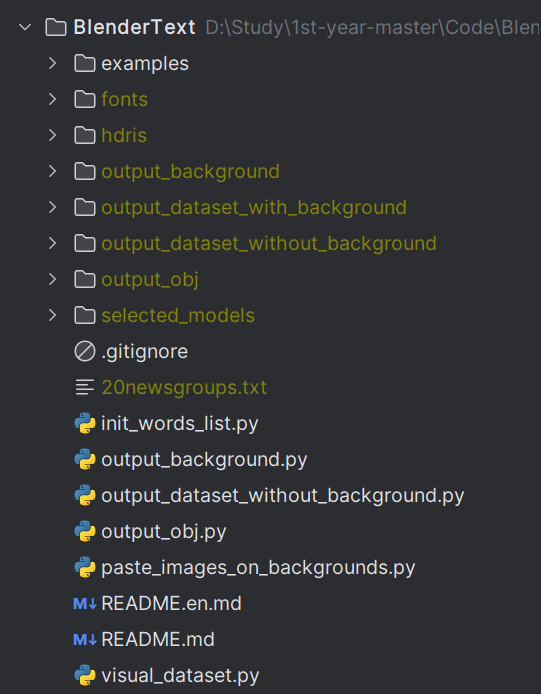 BlenderText D:\Study\1st-year-master\Code\Blen
examples
fonts
hdris
output_background
output_dataset_with_background
output_dataset_without_background
output_obj
selected_models
.gitignore
20newsgroups.txt
init_words_list.py
output_background.py
output_dataset_without_background.py
output_obj.py
paste_images_on_backgrounds.py
M↓ README.en.md
M↓ README.md
visual_dataset.py